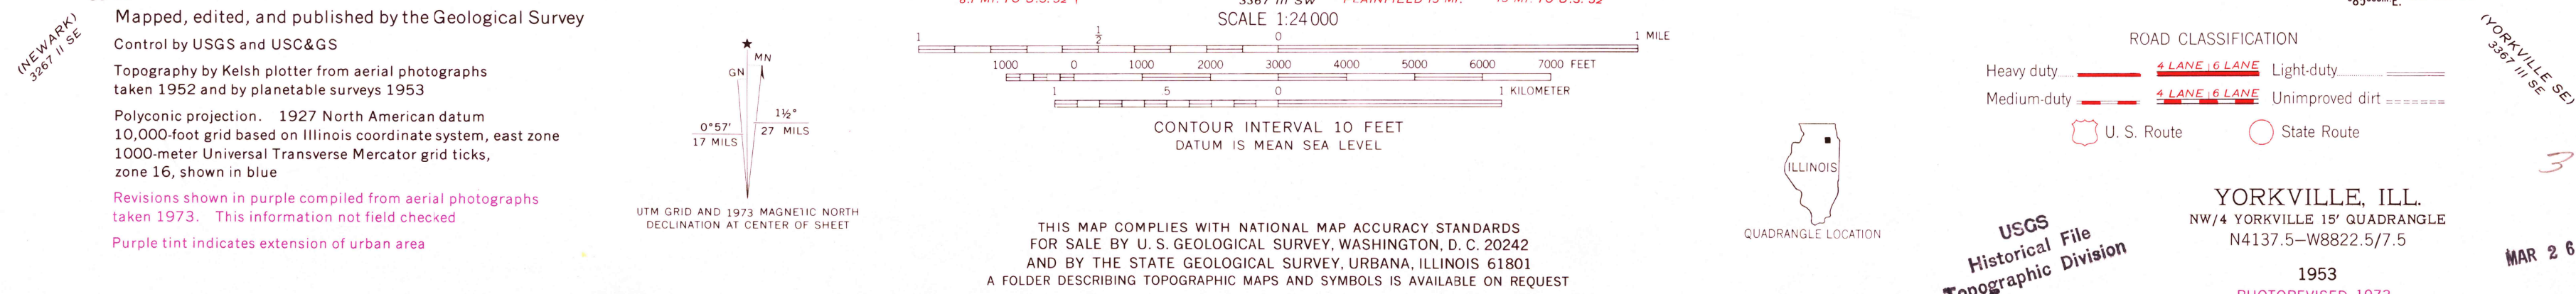 (NEWARK)
3267 II SE
Mapped, edited, and published by the Geological Survey
Control by USGS and USC&GS
Topography by Kelsh plotter from aerial photographs
taken 1952 and by planetable surveys 1953
Polyconic projection. 1927 North American datum
10,000-foot grid based on Illinois coordinate system, east zone
1000-meter Universal Transverse Mercator grid ticks,
zone 16, shown in blue
Revisions shown in purple compiled from aerial photographs
taken 1973. This information not field checked
Purple tint indicates extension of urban area
MN
GN
0°57'
17 MILS
1½°
27 MILS
UTM GRID AND 1973 MAGNETIC NORTH
DECLINATION AT CENTER OF SHEET
3367 III SW
SCALE 1:24 000
1 ½ 0 1 MILE
1000 0 1000 2000 3000 4000 5000 6000 7000 FEET
1 .5 0 1 KILOMETER
CONTOUR INTERVAL 10 FEET
DATUM IS MEAN SEA LEVEL
THIS MAP COMPLIES WITH NATIONAL MAP ACCURACY STANDARDS
FOR SALE BY U. S. GEOLOGICAL SURVEY, WASHINGTON, D. C. 20242
AND BY THE STATE GEOLOGICAL SURVEY, URBANA, ILLINOIS 61801
A FOLDER DESCRIBING TOPOGRAPHIC MAPS AND SYMBOLS IS AVAILABLE ON REQUEST
ILLINOIS
QUADRANGLE LOCATION
ROAD CLASSIFICATION
Heavy duty 4 LANE 6 LANE Light-duty
Medium-duty 4 LANE 6 LANE Unimproved dirt
U. S. Route State Route
(YORKVILLE SE)
3367 III SE
3
USGS
Historical File
Topographic Division
YORKVILLE, ILL.
NW/4 YORKVILLE 15' QUADRANGLE
N4137.5—W8822.5/7.5
1953
MAR 26